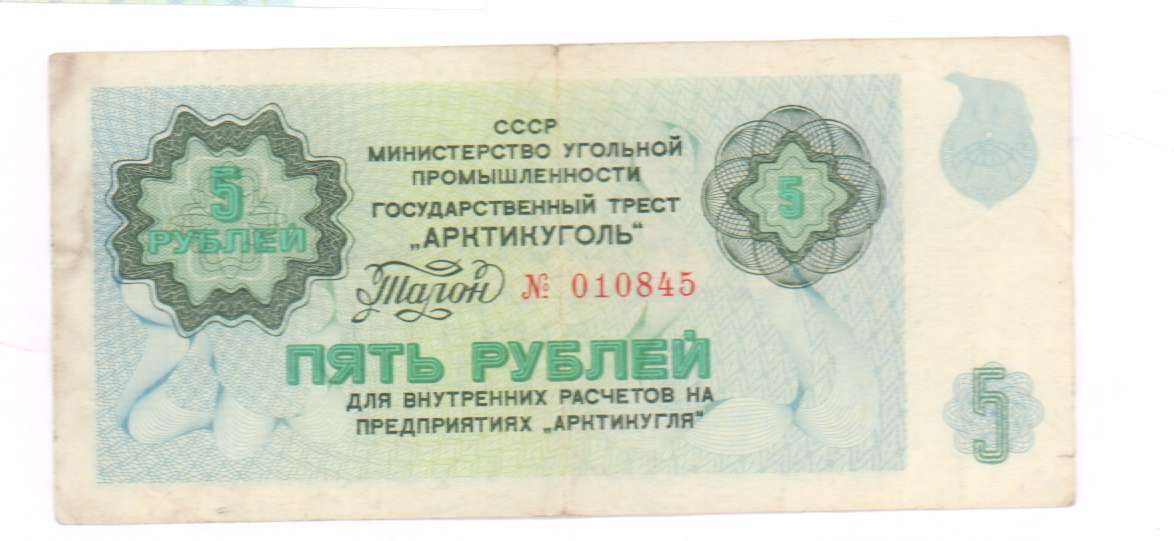 СССР
МИНИСТЕРСТВО УГОЛЬНОЙ
ПРОМЫШЛЕННОСТИ
ГОСУДАРСТВЕННЫЙ ТРЕСТ
„АРКТИКУГОЛЬ“
Талон № 010845
5
РУБЛЕЙ
5
ПЯТЬ РУБЛЕЙ
ДЛЯ ВНУТРЕННИХ РАСЧЕТОВ НА
ПРЕДПРИЯТИЯХ „АРКТИКУГЛЯ“
5